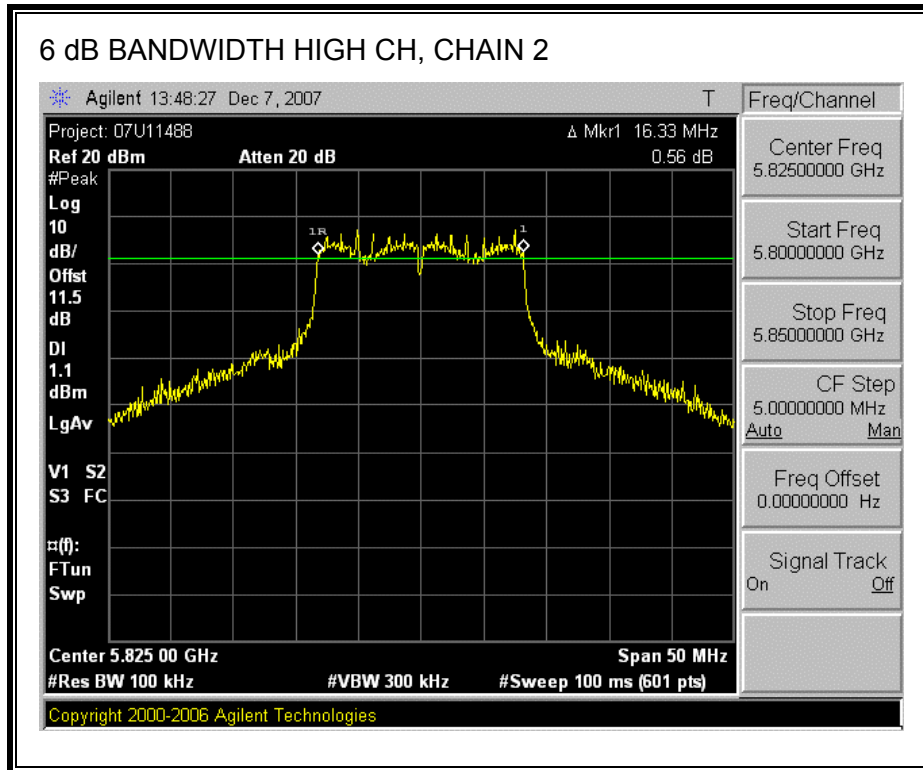 6 dB BANDWIDTH HIGH CH, CHAIN 2
Agilent 13:48:27 Dec 7, 2007 T
Freq/Channel
Project: 07U11488 Δ Mkr1 16.33 MHz
Ref 20 dBm Atten 20 dB 0.56 dB
#Peak
Log
10
dB/
Offst
11.5
dB
DI
1.1
dBm
LgAv
V1 S2
S3 FC
¤(f):
FTun
Swp
1R
1
Center 5.825 00 GHz Span 50 MHz
#Res BW 100 kHz #VBW 300 kHz #Sweep 100 ms (601 pts)
Copyright 2000-2006 Agilent Technologies
Center Freq
5.82500000 GHz
Start Freq
5.80000000 GHz
Stop Freq
5.85000000 GHz
CF Step
5.00000000 MHz
Auto Man
Freq Offset
0.00000000 Hz
Signal Track
On Off